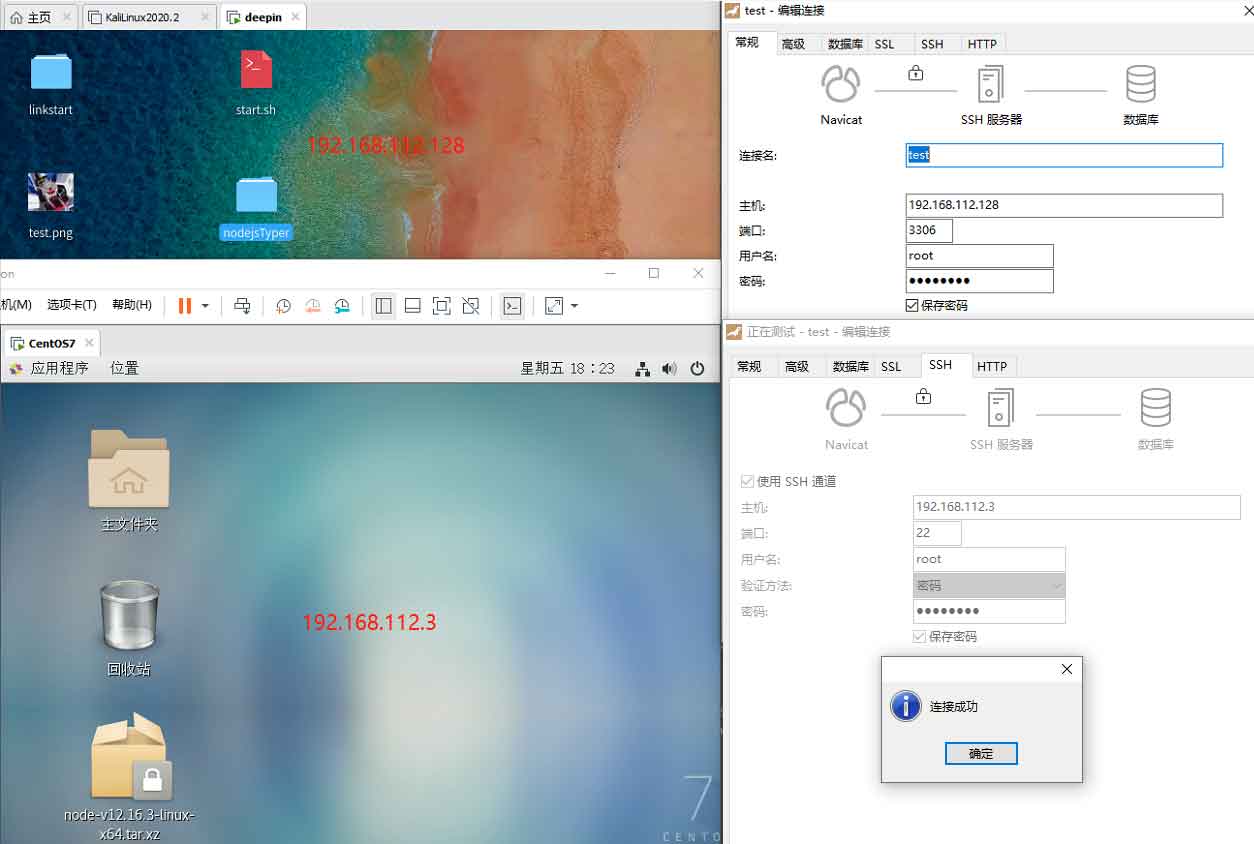 主页
KaliLinux2020.2
deepin
linkstart
start.sh
192.168.112.128
test.png
nodejsTyper
on
机(M) 选项卡(T) 帮助(H)
CentOS7
应用程序 位置 星期五 18：23
主文件夹
192.168.112.3
回收站
node-v12.16.3-linux-
x64.tar.xz
7
CENTO
test - 编辑连接
常规 高级 数据库 SSL SSH HTTP
Navicat SSH 服务器 数据库
连接名: test
主机: 192.168.112.128
端口: 3306
用户名: root
密码: ●●●●●●●●
保存密码
正在测试 - test - 编辑连接
常规 高级 数据库 SSL SSH HTTP
Navicat SSH 服务器 数据库
使用 SSH 通道
主机: 192.168.112.3
端口: 22
用户名: root
验证方法: 密码
密码: ●●●●●●●●
保存密码
连接成功
确定